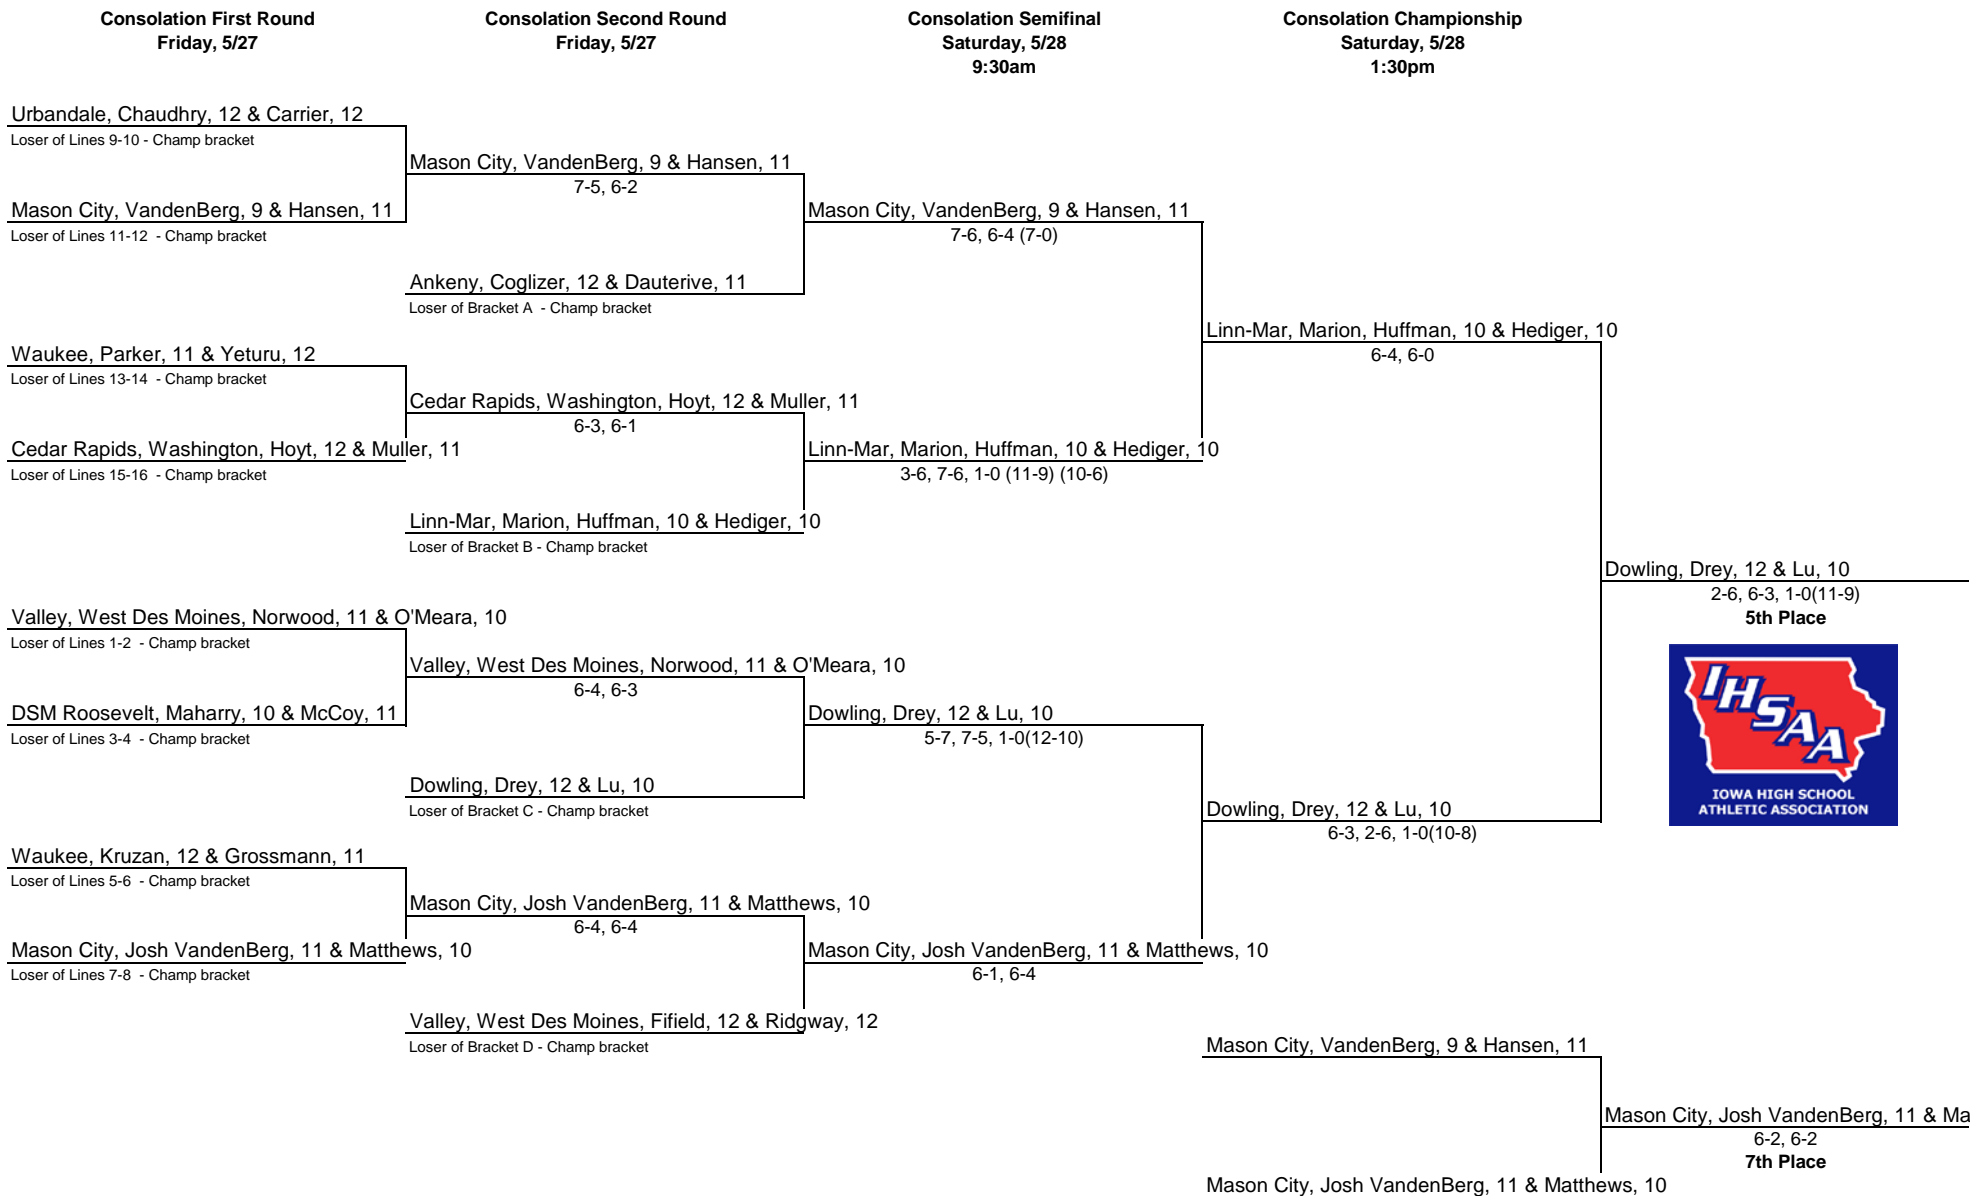 Consolation First Round
Friday, 5/27
Consolation Second Round
Friday, 5/27
Consolation Semifinal
Saturday, 5/28
9:30am
Consolation Championship
Saturday, 5/28
1:30pm
Urbandale, Chaudhry, 12 & Carrier, 12
Loser of Lines 9-10 - Champ bracket
Mason City, VandenBerg, 9 & Hansen, 11
7-5, 6-2
Mason City, VandenBerg, 9 & Hansen, 11
Loser of Lines 11-12 - Champ bracket
Mason City, VandenBerg, 9 & Hansen, 11
7-6, 6-4 (7-0)
Ankeny, Coglizer, 12 & Dauterive, 11
Loser of Bracket A - Champ bracket
Linn-Mar, Marion, Huffman, 10 & Hediger, 10
6-4, 6-0
Waukee, Parker, 11 & Yeturu, 12
Loser of Lines 13-14 - Champ bracket
Cedar Rapids, Washington, Hoyt, 12 & Muller, 11
6-3, 6-1
Cedar Rapids, Washington, Hoyt, 12 & Muller, 11
Loser of Lines 15-16 - Champ bracket
Linn-Mar, Marion, Huffman, 10 & Hediger, 10
3-6, 7-6, 1-0 (11-9) (10-6)
Linn-Mar, Marion, Huffman, 10 & Hediger, 10
Loser of Bracket B - Champ bracket
Dowling, Drey, 12 & Lu, 10
2-6, 6-3, 1-0(11-9)
5th Place
Valley, West Des Moines, Norwood, 11 & O'Meara, 10
Loser of Lines 1-2 - Champ bracket
Valley, West Des Moines, Norwood, 11 & O'Meara, 10
6-4, 6-3
DSM Roosevelt, Maharry, 10 & McCoy, 11
Loser of Lines 3-4 - Champ bracket
Dowling, Drey, 12 & Lu, 10
5-7, 7-5, 1-0(12-10)
IHSAA
IOWA HIGH SCHOOL
ATHLETIC ASSOCIATION
Dowling, Drey, 12 & Lu, 10
Loser of Bracket C - Champ bracket
Dowling, Drey, 12 & Lu, 10
6-3, 2-6, 1-0(10-8)
Waukee, Kruzan, 12 & Grossmann, 11
Loser of Lines 5-6 - Champ bracket
Mason City, Josh VandenBerg, 11 & Matthews, 10
6-4, 6-4
Mason City, Josh VandenBerg, 11 & Matthews, 10
Loser of Lines 7-8 - Champ bracket
Mason City, Josh VandenBerg, 11 & Matthews, 10
6-1, 6-4
Valley, West Des Moines, Fifield, 12 & Ridgway, 12
Loser of Bracket D - Champ bracket
Mason City, VandenBerg, 9 & Hansen, 11
Mason City, Josh VandenBerg, 11 & Ma
6-2, 6-2
7th Place
Mason City, Josh VandenBerg, 11 & Matthews, 10